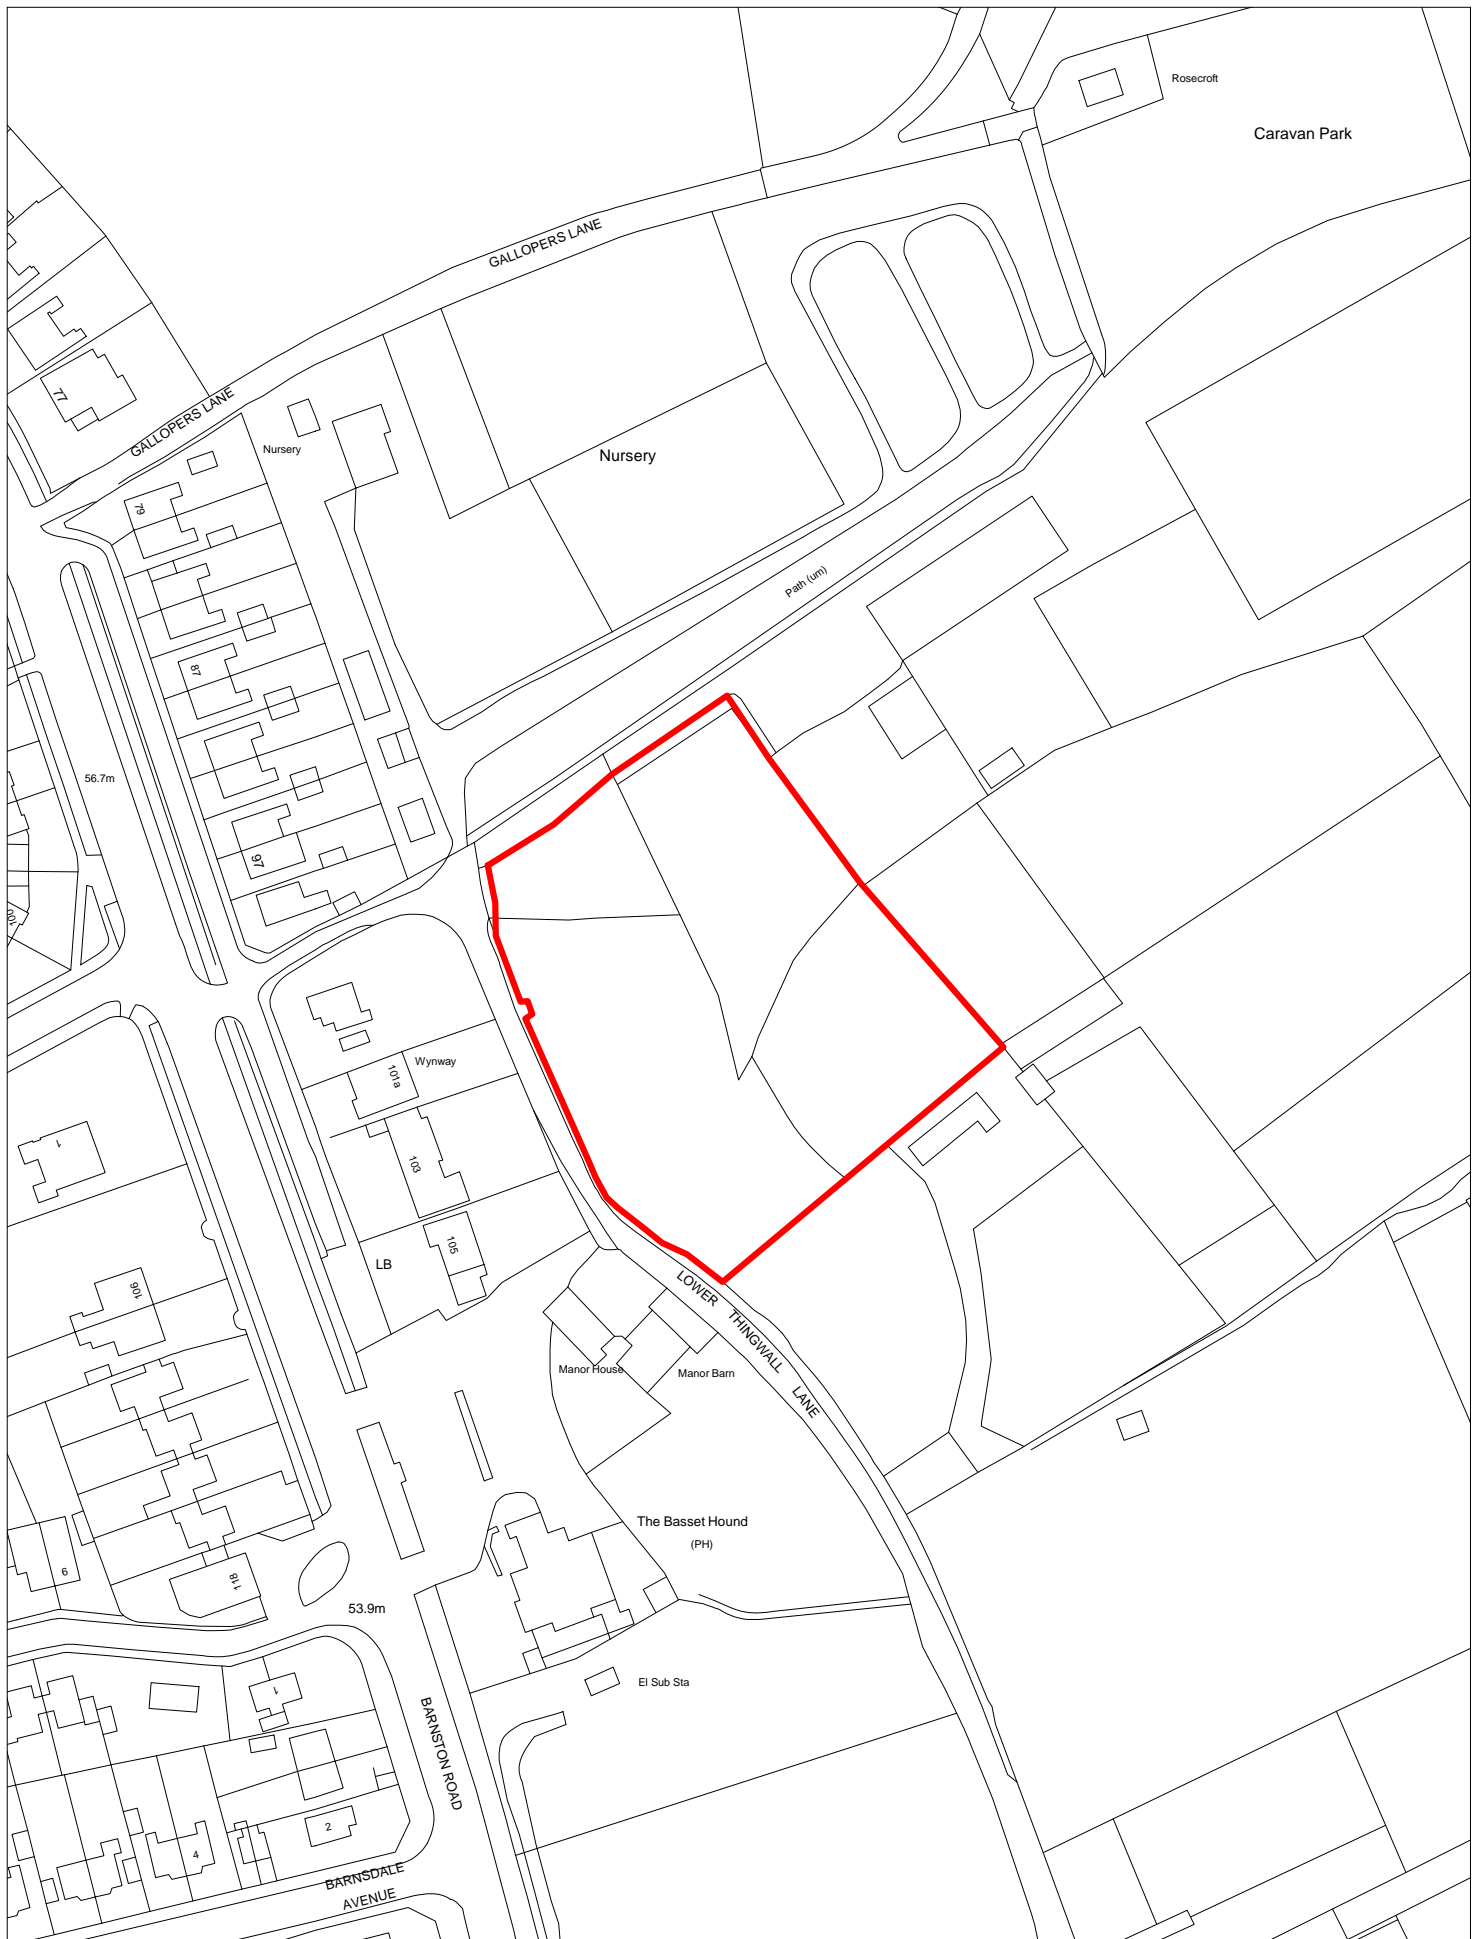 Rosecroft
Caravan Park
GALLOPERS LANE
77
GALLOPERS LANE
Nursery
Nursery
79
Path (um)
87
56.7m
97
100
Wynway
101a
1
103
105
LB
106
LOWER THINGWALL LANE
Manor House
Manor Barn
The Basset Hound
(PH)
9
118
53.9m
El Sub Sta
1
BARNSTON ROAD
2
4
BARNSDALE
AVENUE